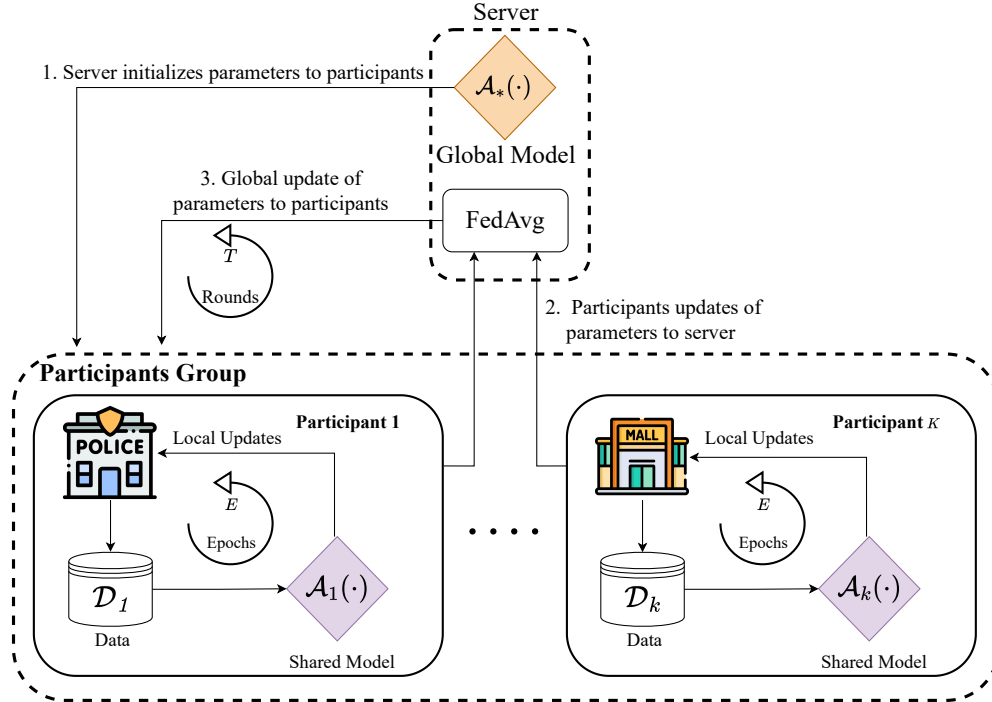 Server
1. Server initializes parameters to participants
𝒜∗(·)
Global Model
3. Global update of
parameters to participants
FedAvg
T
Rounds
2. Participants updates of
parameters to server
Participants Group
Participant 1
POLICE
Local Updates
E
Epochs
𝒟1
Data
𝒜1(·)
Shared Model
. . . .
Participant K
MALL
Local Updates
E
Epochs
𝒟k
Data
𝒜k(·)
Shared Model